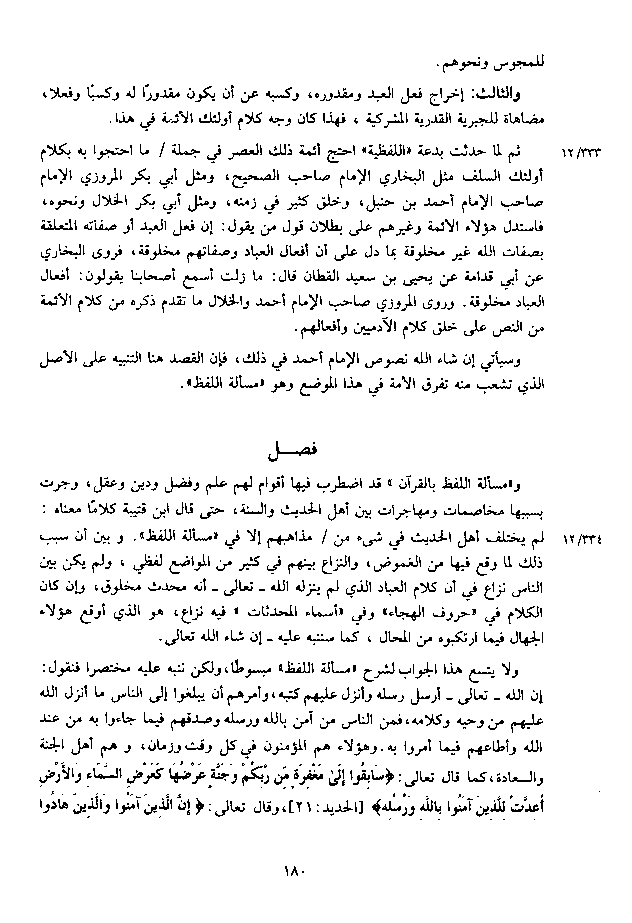 للمجوس ونحوهم.
والثالث: إخراج فعل العبد ومقدوره، وكسبه عن أن يكون مقدورًا له وكسبًا وفعلا،
مضاهاة للجبرية القدرية المشركية ، فهذا كان وجه كلام أولئك الأئمة في هذا.
١٢/٣٣٣ ثم لما حدثت بدعة «اللفظية» احتج أئمة ذلك العصر في جملة / ما احتجوا به بكلام
أولئك السلف مثل البخاري الإمام صاحب الصحيح، ومثل أبي بكر المروزي الإمام
صاحب الإمام أحمد بن حنبل، وخلق كثير في زمنه، ومثل أبي بكر الخلال ونحوه،
فاستدل هؤلاء الأئمة وغيرهم على بطلان قول من يقول: إن فعل العبد أو صفاته المتعلقة
بصفات الله غير مخلوقة بما دل على أن أفعال العباد وصفاتهم مخلوقة، فروى البخاري
عن أبي قدامة عن يحيى بن سعيد القطان قال: ما زلت أسمع أصحابنا يقولون: أفعال
العباد مخلوقة. وروى المروزي صاحب الإمام أحمد والخلال ما تقدم ذكره من كلام الأئمة
من النص على خلق كلام الآدميين وأفعالهم.
وسيأتي إن شاء الله نصوص الإمام أحمد في ذلك، فإن القصد هنا التنبيه على الأصل
الذي تشعب منه تفرق الأمة في هذا الموضع وهو «مسألة اللفظ».
فصـــل
و«مسألة اللفظ بالقرآن » قد اضطرب فيها أقوام لهم علم وفضل ودين وعقل، وجرت
بسببها مخاصمات ومهاجرات بين أهل الحديث والسنة، حتى قال ابن قتيبة كلامًا معناه :
١٢/٣٣٤ لم يختلف أهل الحديث في شىء من / مذاهبهم إلا في «مسألة اللفظ». و بين أن سبب
ذلك لما وقع فيها من الغموض، والنزاع بينهم في كثير من المواضع لفظي ، ولم يكن بين
الناس نزاع في أن كلام العباد الذي لم ينزله الله ـ تعالى ـ أنه محدث مخلوق، وإن كان
الكلام في «حروف الهجاء» وفي «أسماء المحدثات » فيه نزاع، هو الذي أوقع هؤلاء
الجهال فيما ارتكبوه من المحال ، كما سننبه عليه ـ إن شاء الله تعالى.
ولا يتسع هذا الجواب لشرح «مسألة اللفظ» مبسوطًا،ولكن ننبه عليه مختصرا فنقول:
إن الله ـ تعالى ـ أرسل رسله وأنزل عليهم كتبه،وأمرهم أن يبلغوا إلى الناس ما أنزل الله
عليهم من وحيه وكلامه،فمن الناس من آمن بالله ورسله وصدقهم فيما جاءوا به من عند
الله وأطاعهم فيما أمروا به.وهؤلاء هم المؤمنون في كل وقت وزمان، و هم أهل الجنة
والسعادة،كما قال تعالى:﴿سَابِقُوا إِلَىٰ مَغْفِرَةٍ مِّن رَّبِّكُمْ وَجَنَّةٍ عَرْضُهَا كَعَرْضِ السَّمَاءِ وَالأَرْضِ
أُعِدَّتْ لِلَّذِينَ آمَنُوا بِاللَّهِ وَرُسُلِهِ﴾ [الحديد:٢١]،وقال تعالى:﴿ إِنَّ الَّذِينَ آمَنُوا وَالَّذِينَ هَادُوا
١٨٠